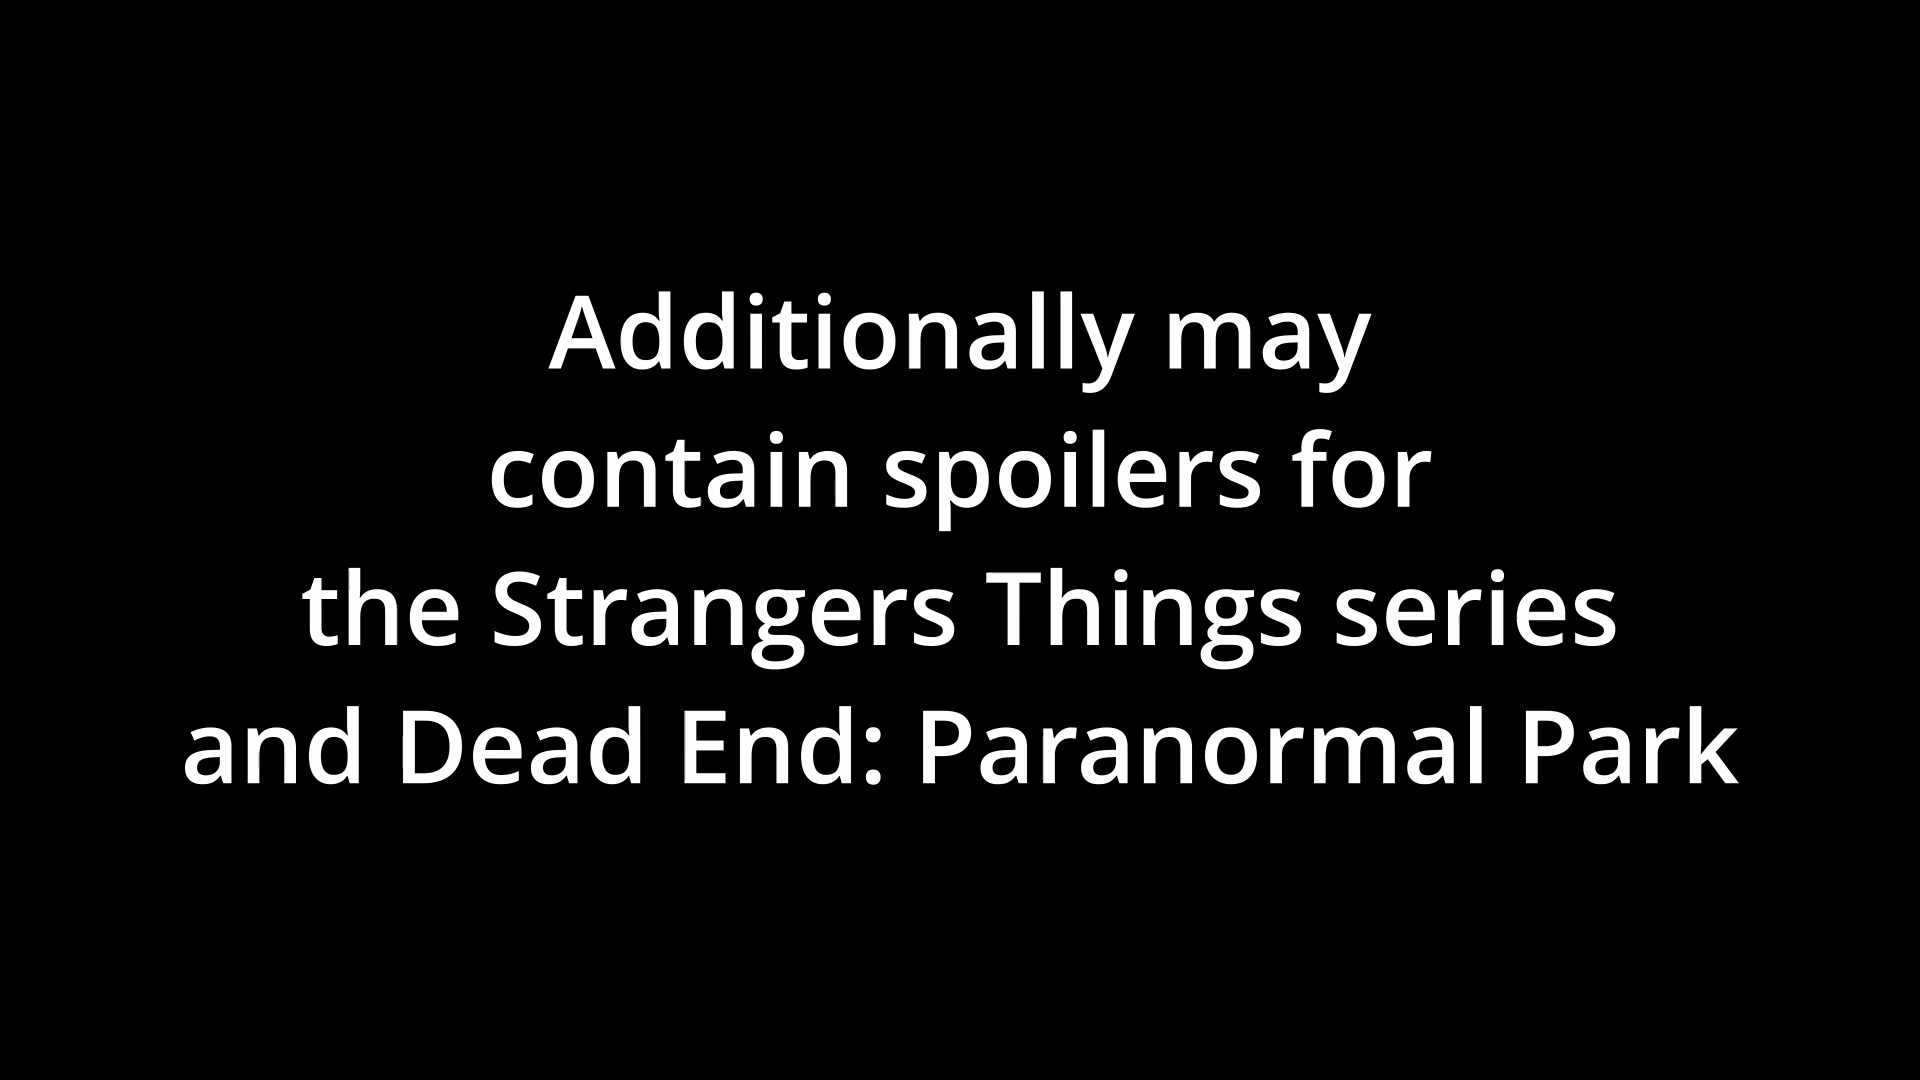 Additionally may
contain spoilers for
the Strangers Things series
and Dead End: Paranormal Park